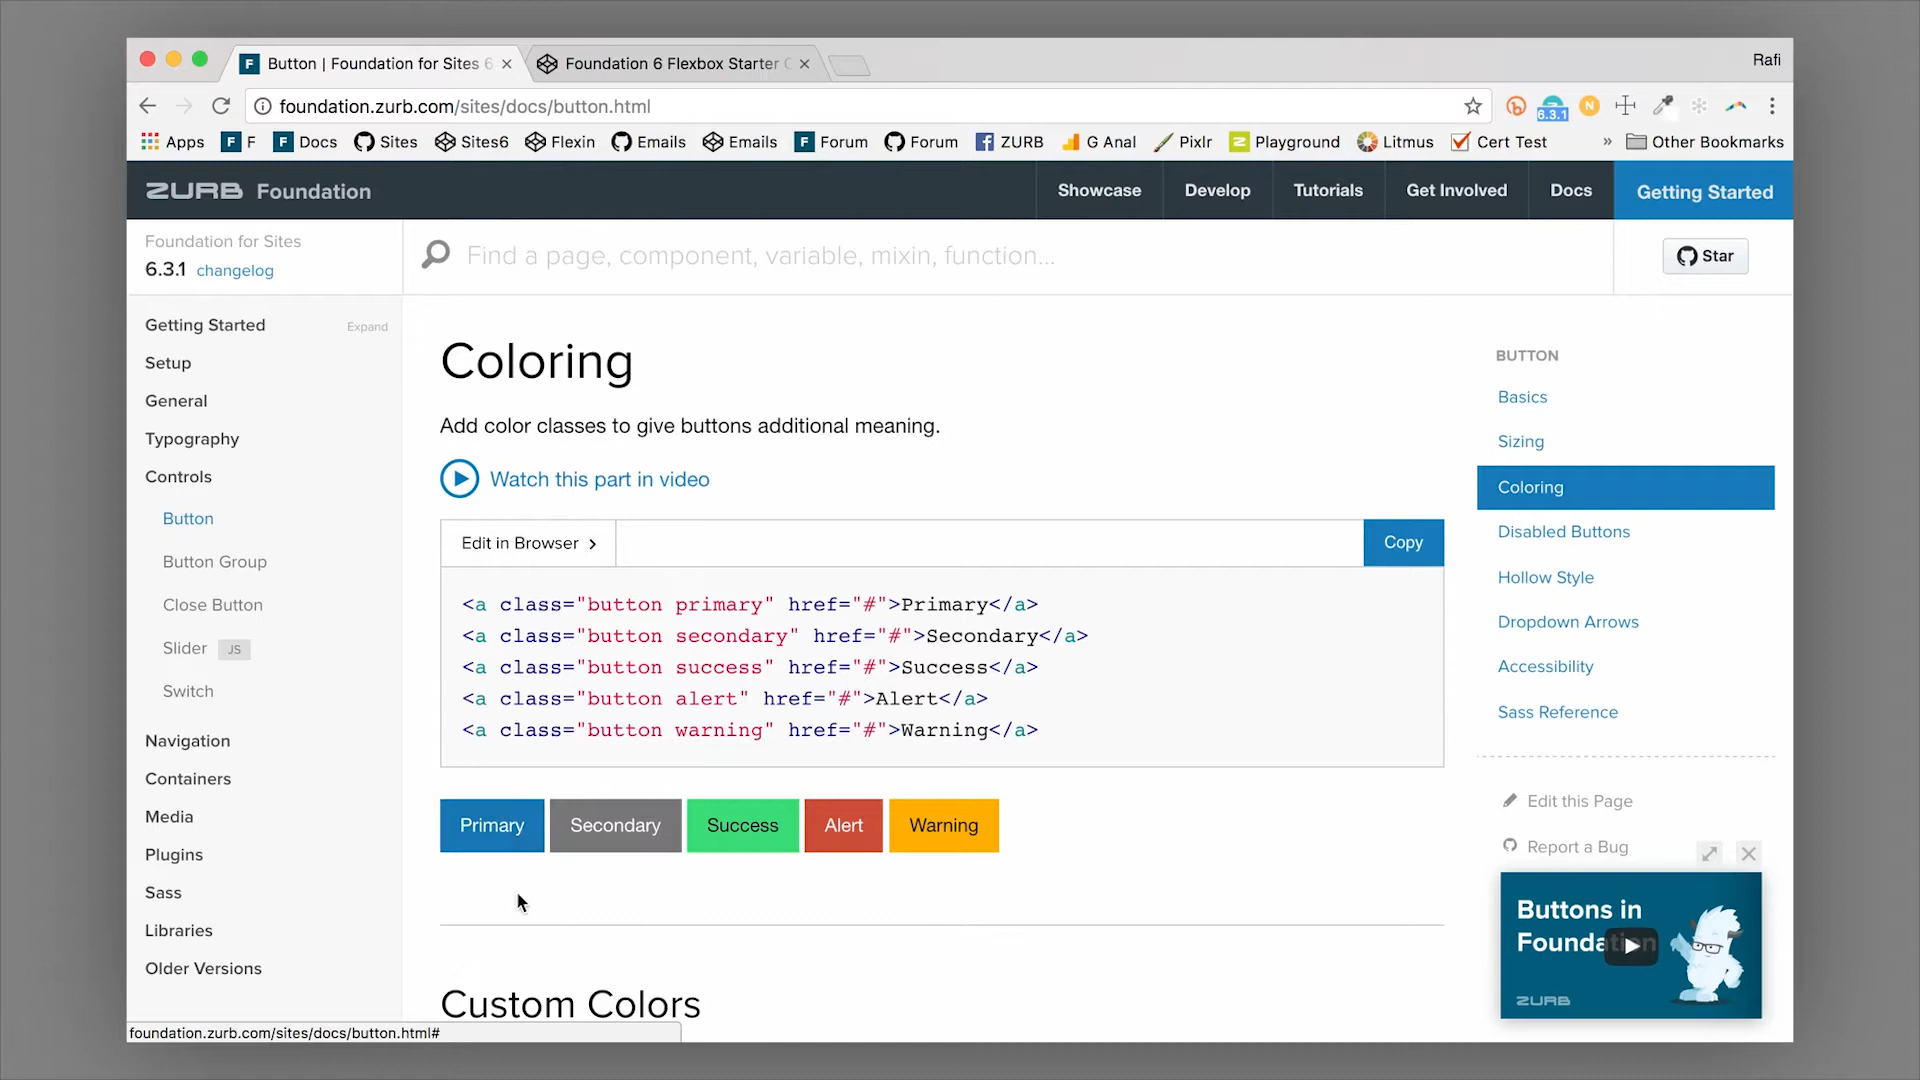 Button | Foundation for Sites 6
Foundation 6 Flexbox Starter
Rafi
foundation.zurb.com/sites/docs/button.html
6.3.1
N
Apps
F F
F Docs
Sites
Sites6
Flexin
Emails
Emails
F Forum
Forum
ZURB
G Anal
Pixlr
Playground
Litmus
Cert Test
»
Other Bookmarks
ZURB Foundation
Showcase
Develop
Tutorials
Get Involved
Docs
Getting Started
Foundation for Sites
6.3.1 changelog
Find a page, component, variable, mixin, function...
Star
Getting Started
Expand
Setup
General
Typography
Controls
Button
Button Group
Close Button
Slider JS
Switch
Navigation
Containers
Media
Plugins
Sass
Libraries
Older Versions
Coloring
Add color classes to give buttons additional meaning.
Watch this part in video
Edit in Browser
Copy
<a class="button primary" href="#">Primary</a>
<a class="button secondary" href="#">Secondary</a>
<a class="button success" href="#">Success</a>
<a class="button alert" href="#">Alert</a>
<a class="button warning" href="#">Warning</a>
Primary
Secondary
Success
Alert
Warning
Custom Colors
BUTTON
Basics
Sizing
Coloring
Disabled Buttons
Hollow Style
Dropdown Arrows
Accessibility
Sass Reference
Edit this Page
Report a Bug
Buttons in
Foundation
ZURB
foundation.zurb.com/sites/docs/button.html#